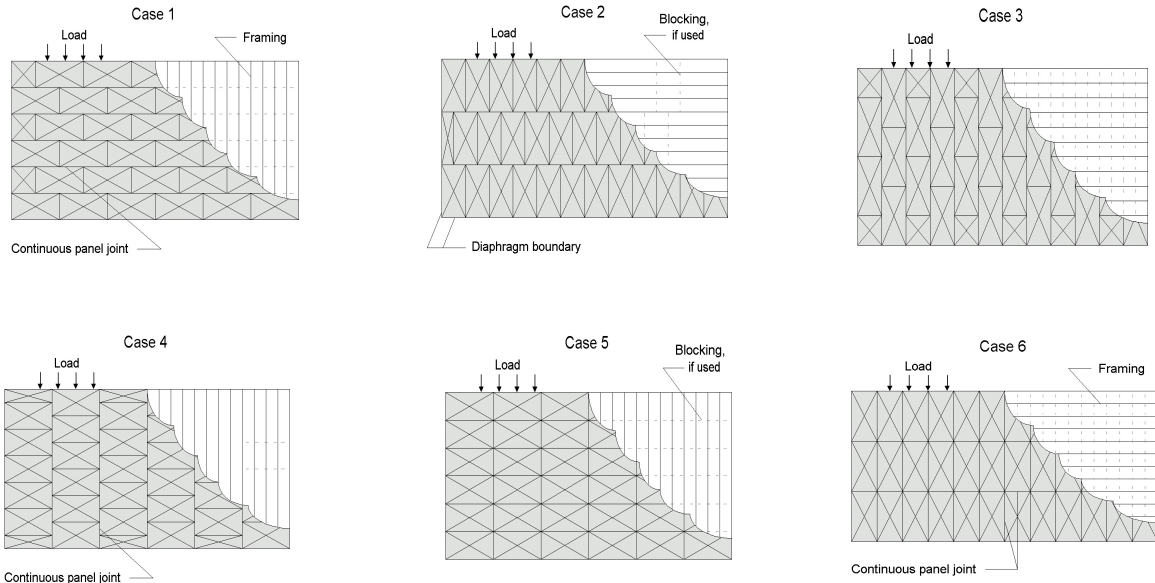 Case 1
Load
Framing
Continuous panel joint
Case 2
Load
Blocking,
if used
Diaphragm boundary
Case 3
Load
Case 4
Load
Continuous panel joint
Case 5
Load
Blocking,
if used
Case 6
Load
Framing
Continuous panel joint